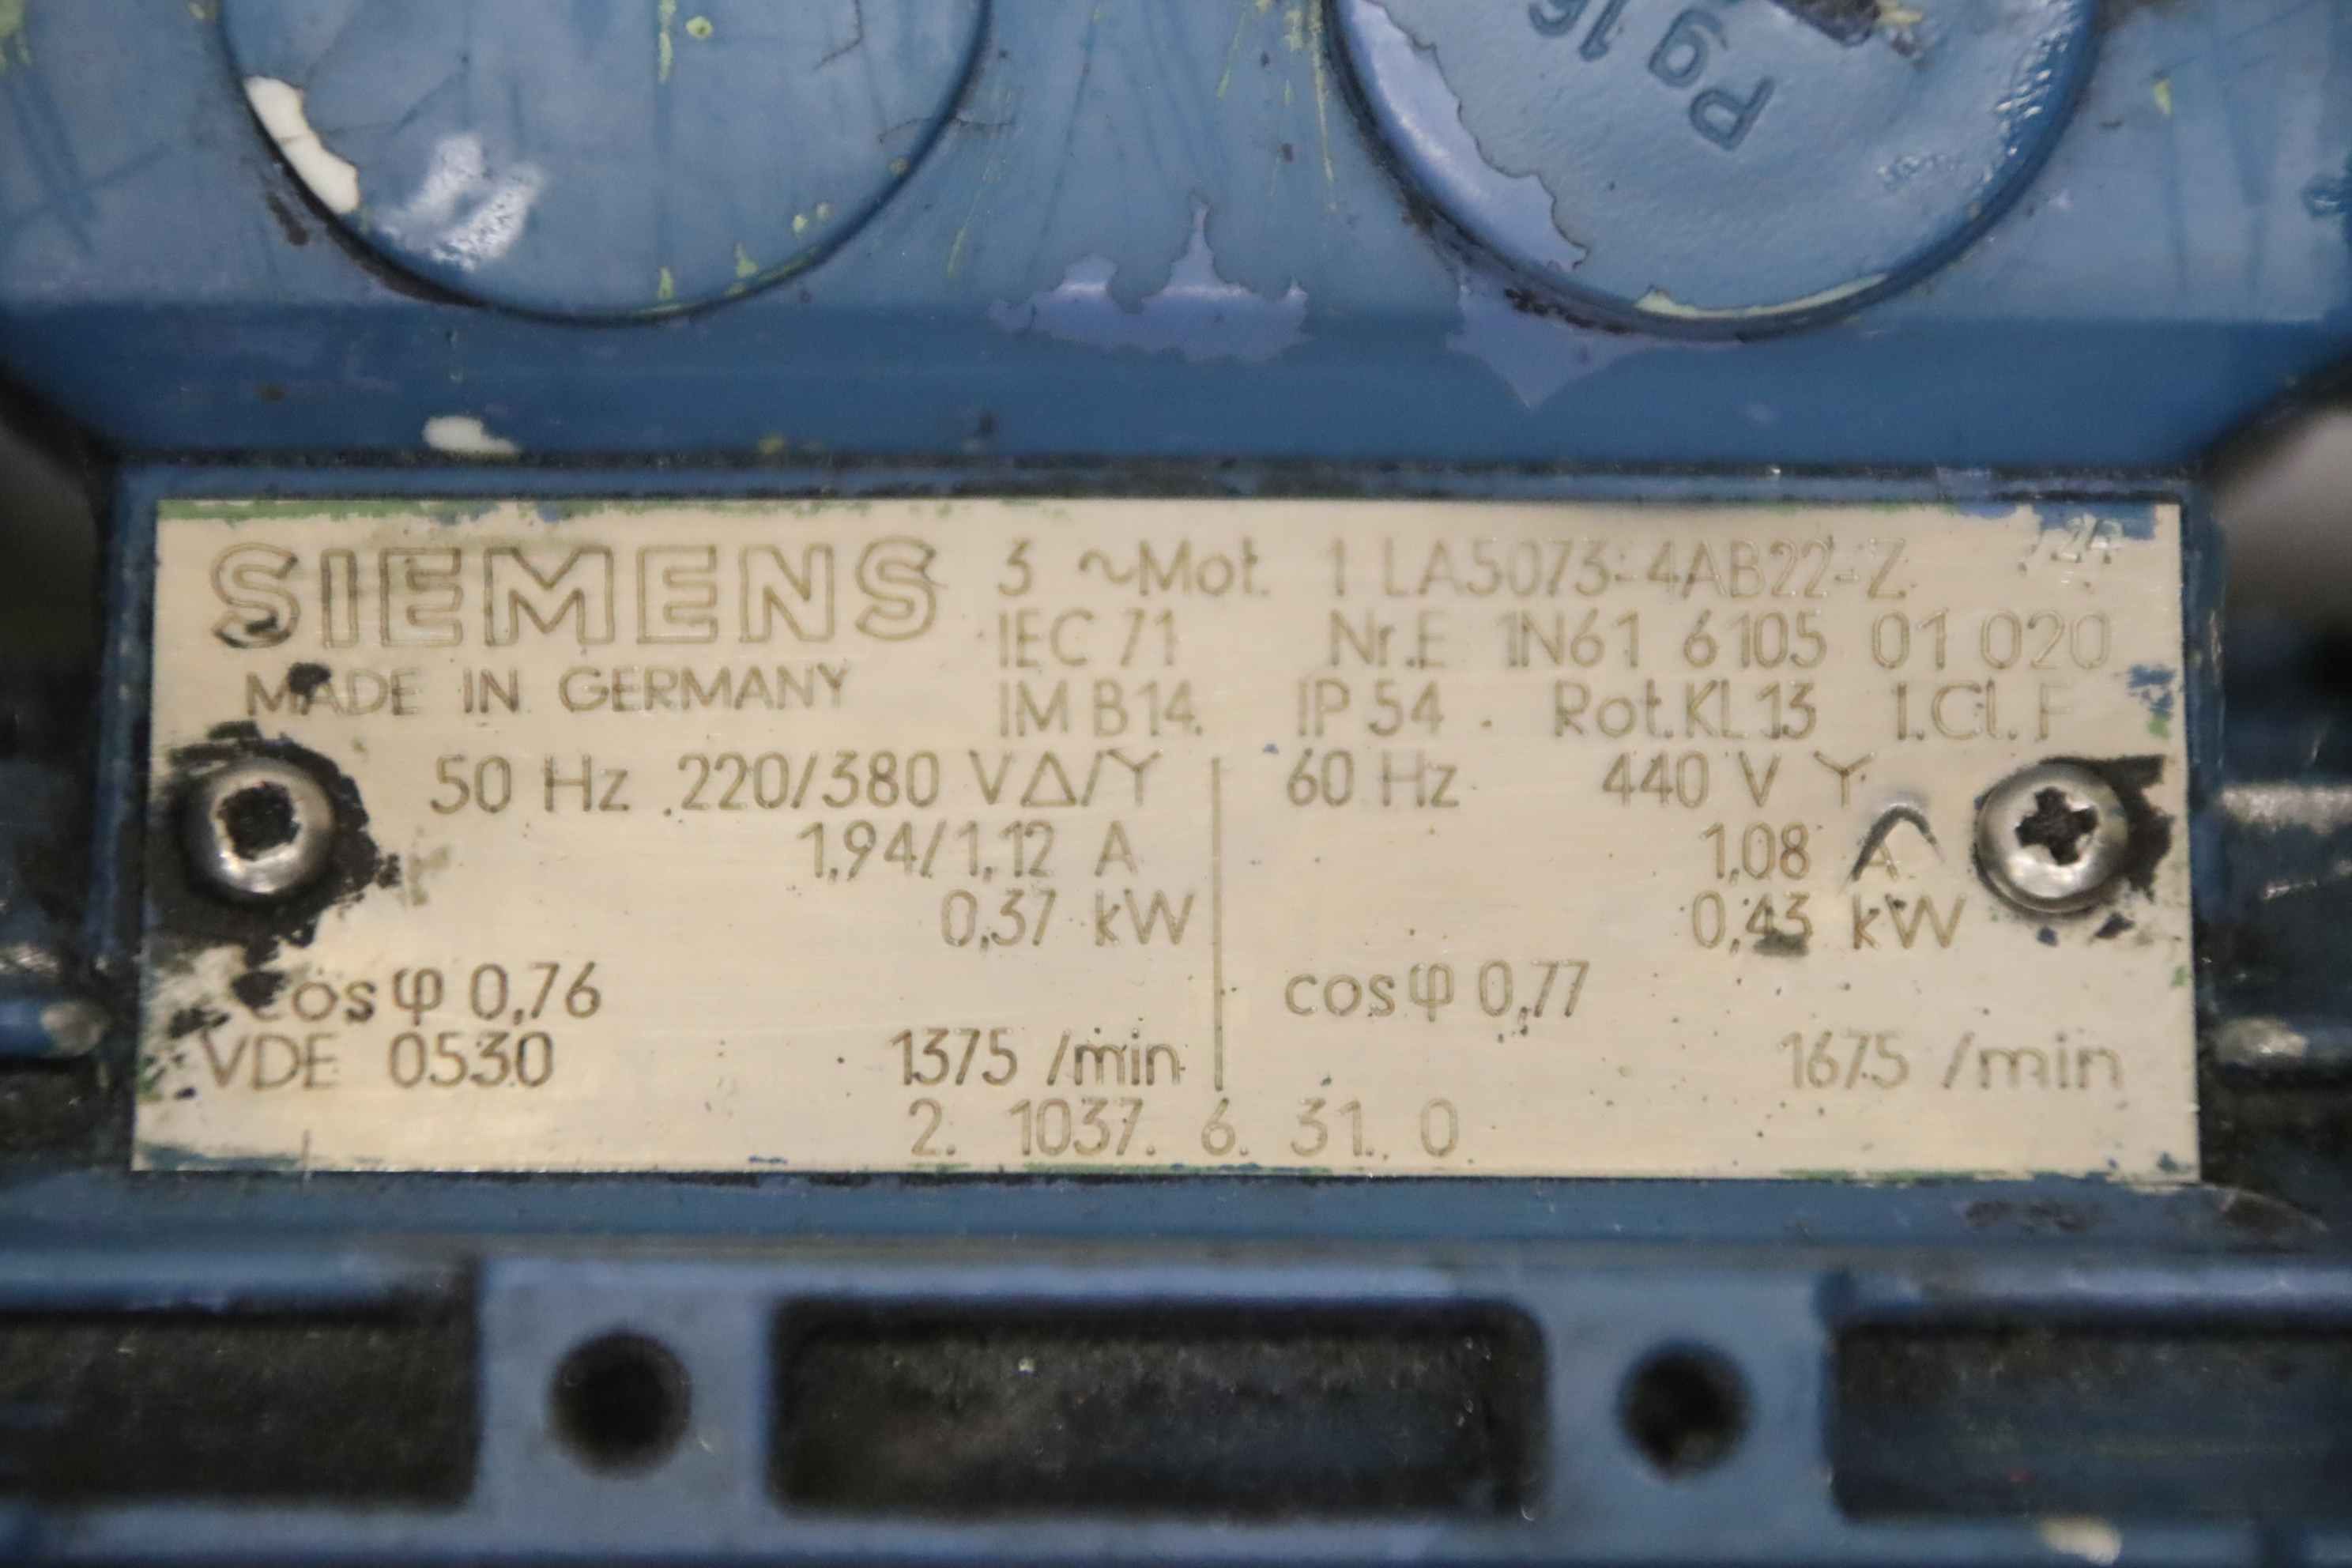 Pg 16
SIEMENS 3 ~Mot. 1 LA5073-4AB22-Z
IEC 71 Nr.E 1N61 6105 01 020
MADE IN GERMANY IM B14 IP 54 Rot.KL13 I.Cl.F
50 Hz 220/380 V Δ/Y 60 Hz 440 V Y
1,94/1,12 A 1,08 A
0,37 kW 0,43 kW
cos φ 0,76 cos φ 0,77
VDE 0530 1375 /min 1675 /min
2. 1037. 6. 31. 0